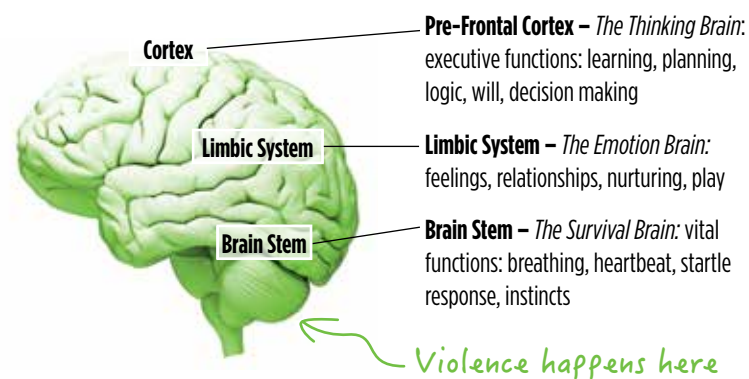 Cortex
Pre-Frontal Cortex – The Thinking Brain:
executive functions: learning, planning,
logic, will, decision making
Limbic System
Limbic System – The Emotion Brain:
feelings, relationships, nurturing, play
Brain Stem
Brain Stem – The Survival Brain: vital
functions: breathing, heartbeat, startle
response, instincts
Violence happens here